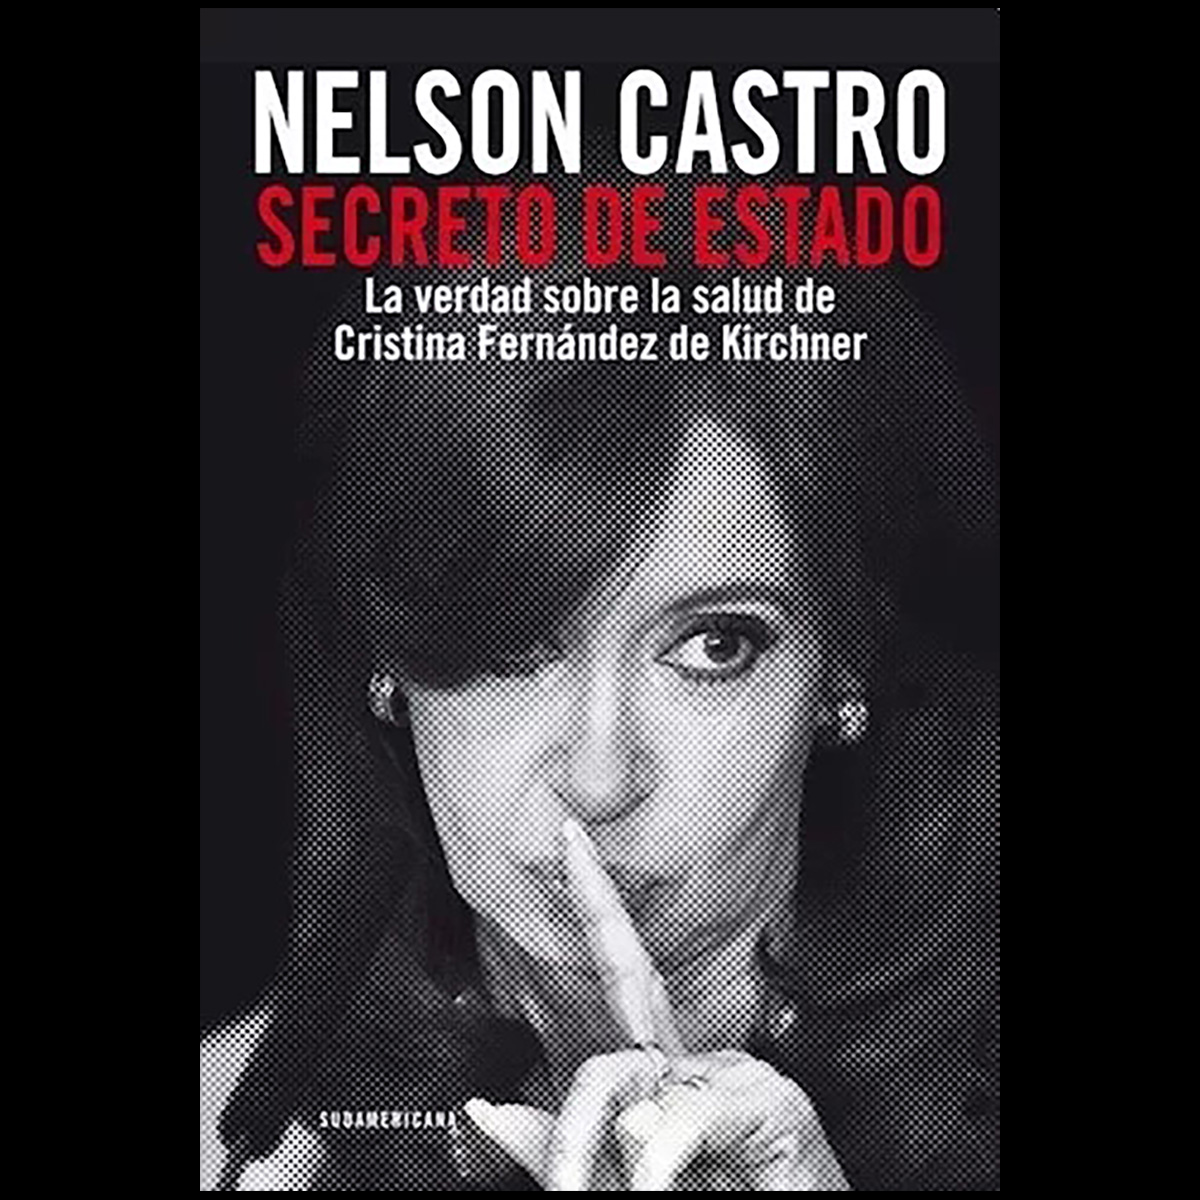 NELSON CASTRO
SECRETO DE ESTADO
La verdad sobre la salud de
Cristina Fernández de Kirchner
SUDAMERICANA